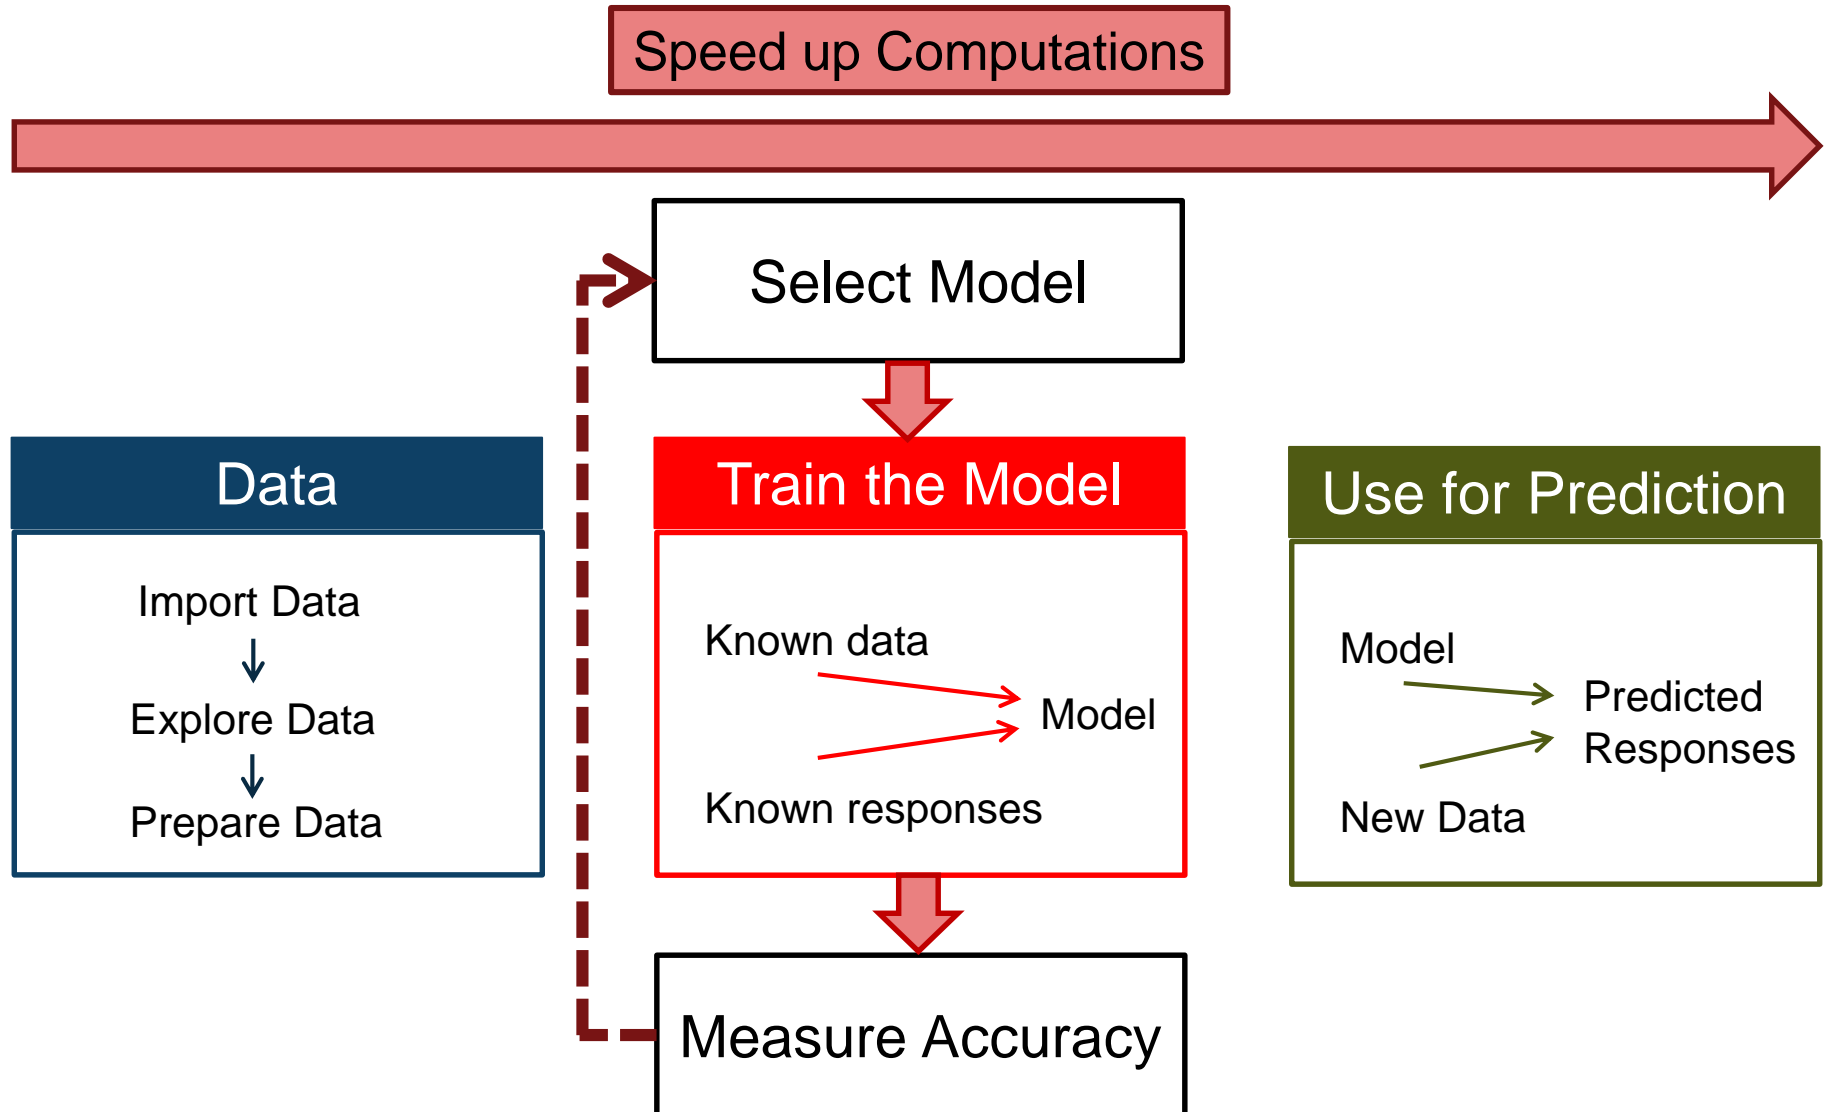 Speed up Computations
Select Model
Data
Import Data
Explore Data
Prepare Data
Train the Model
Known data
Model
Known responses
Measure Accuracy
Use for Prediction
Model
Predicted
Responses
New Data